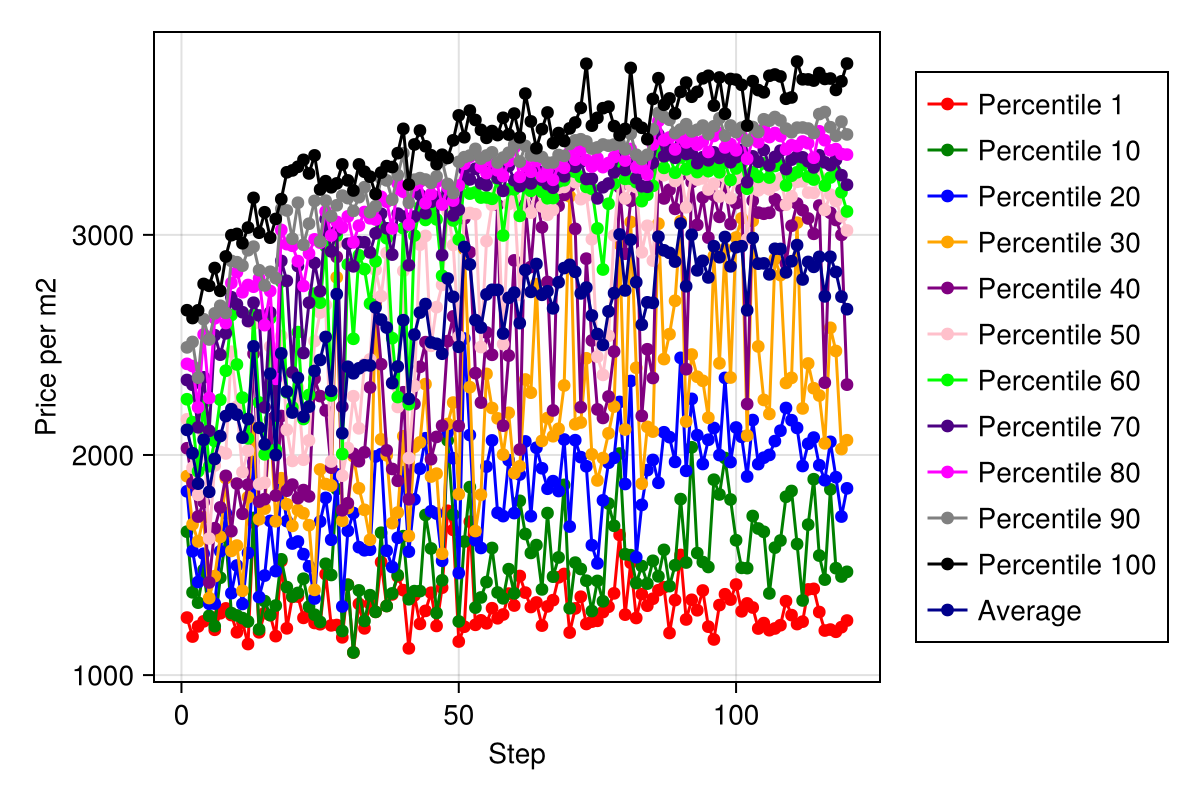 3000
2000
1000
Price per m2
0
50
100
Step
Percentile 1
Percentile 10
Percentile 20
Percentile 30
Percentile 40
Percentile 50
Percentile 60
Percentile 70
Percentile 80
Percentile 90
Percentile 100
Average